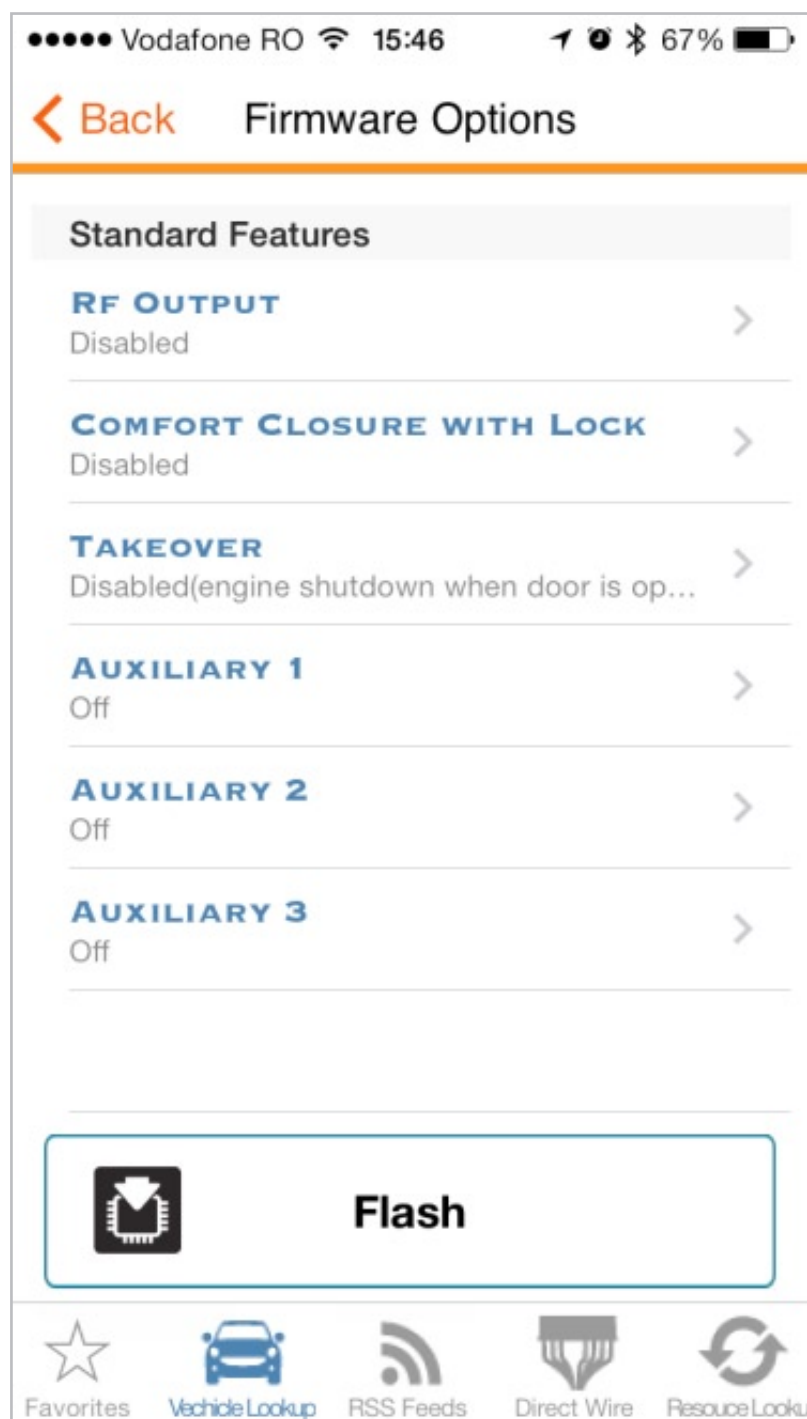 Vodafone RO 15:46 67%
Back Firmware Options
Standard Features
RF OUTPUT
Disabled
COMFORT CLOSURE WITH LOCK
Disabled
TAKEOVER
Disabled(engine shutdown when door is op...
AUXILIARY 1
Off
AUXILIARY 2
Off
AUXILIARY 3
Off
Flash
Favorites Vechicle Lookup RSS Feeds Direct Wire Resouce Looku